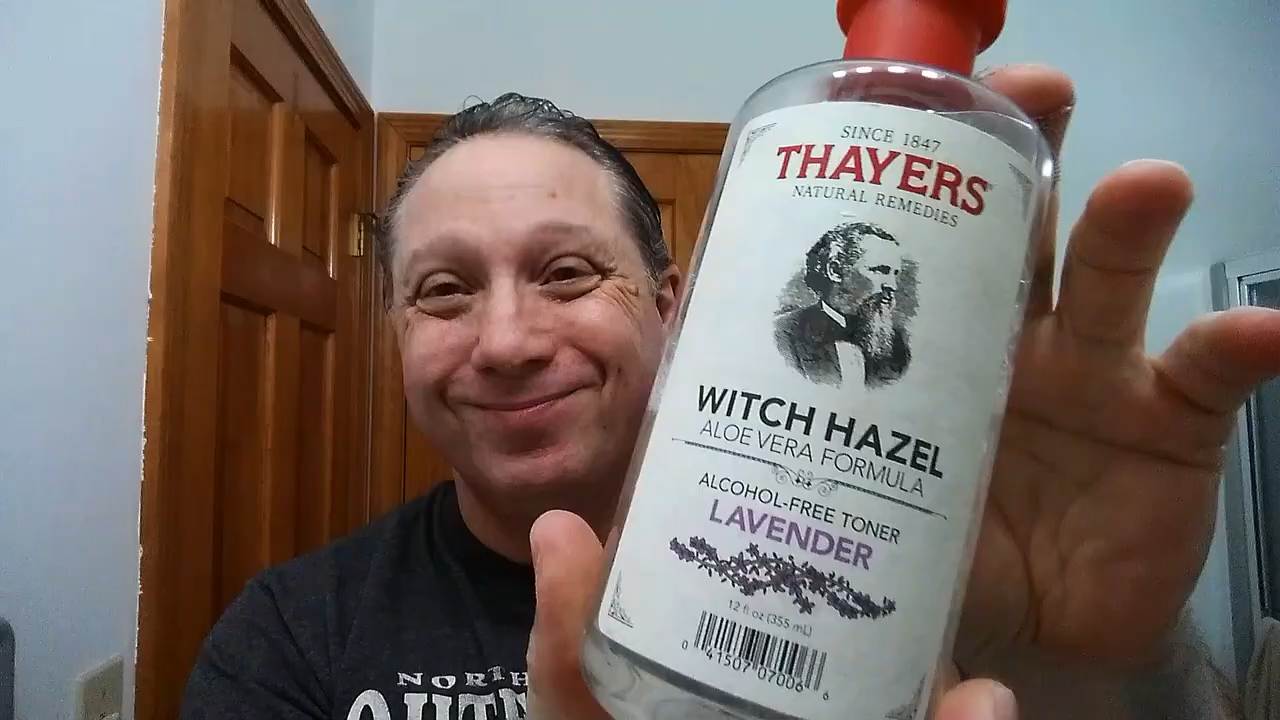 SINCE 1847
THAYERS
NATURAL REMEDIES
WITCH HAZEL
ALOE VERA FORMULA
ALCOHOL-FREE TONER
LAVENDER
12 fl oz (355 mL)
0 41507 07006 6